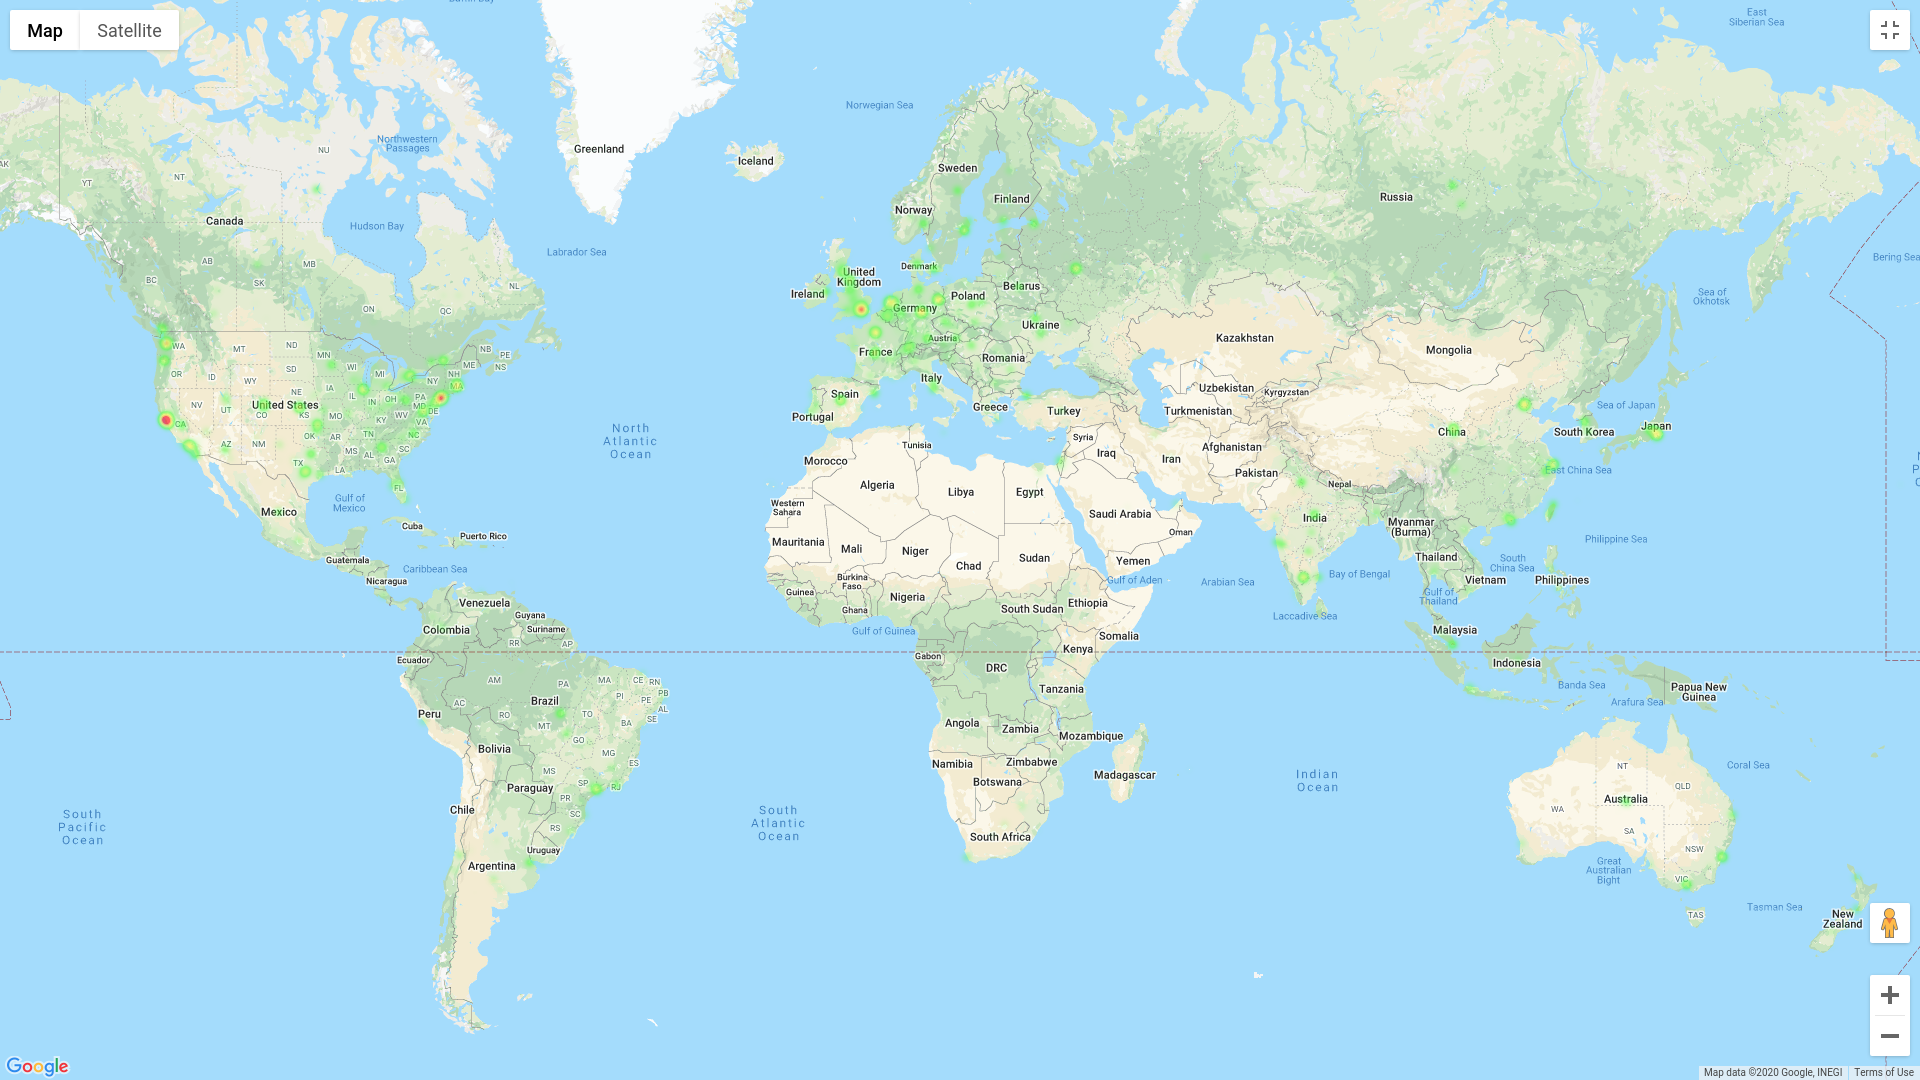 Map
Satellite
Baffin Bay
East
Siberian Sea
Norwegian Sea
Northwestern
Passages
NU
Greenland
Iceland
Sweden
Finland
Norway
Russia
AK
YT
NT
Canada
Hudson Bay
Labrador Sea
Bering Sea
BC
AB
MB
SK
NL
ON
QC
United
Kingdom
Ireland
Denmark
Belarus
Poland
Germany
Sea of
Okhotsk
Ukraine
Austria
France
Romania
Kazakhstan
Mongolia
WA
MT
ND
MN
NB
PE
NS
OR
ID
SD
WI
MI
NY
NH
ME
MA
WY
NE
IA
IL
IN
OH
PA
NV
UT
United States
CO
KS
MO
KY
WV
MD
DE
VA
CA
AZ
NM
OK
AR
TN
NC
SC
MS
AL
GA
TX
LA
FL
Italy
Spain
Portugal
Greece
Turkey
Uzbekistan
Kyrgyzstan
Turkmenistan
Sea of Japan
Japan
China
South Korea
Syria
Tunisia
Iraq
Iran
Afghanistan
Pakistan
Nepal
East China Sea
North
Atlantic
Ocean
Morocco
Algeria
Libya
Egypt
Western
Sahara
Saudi Arabia
Oman
India
Myanmar
(Burma)
Gulf of
Mexico
Mexico
Cuba
Puerto Rico
Mauritania
Mali
Niger
Chad
Sudan
Yemen
Thailand
Philippine Sea
South
China Sea
Vietnam
Philippines
Guatemala
Caribbean Sea
Nicaragua
Burkina
Faso
Guinea
Ghana
Nigeria
Gulf of Aden
Arabian Sea
Bay of Bengal
Gulf of
Thailand
Laccadive Sea
Venezuela
Guyana
Suriname
Colombia
RR
AP
Ecuador
South Sudan
Ethiopia
Somalia
Gulf of Guinea
Gabon
DRC
Kenya
Malaysia
Indonesia
Tanzania
Banda Sea
Papua New
Guinea
Arafura Sea
AM
PA
MA
CE
RN
PB
PI
PE
AL
SE
AC
RO
Brazil
TO
BA
MT
GO
Peru
Bolivia
MG
ES
MS
SP
RJ
Paraguay
PR
SC
RS
Chile
Uruguay
Argentina
Angola
Zambia
Mozambique
Namibia
Zimbabwe
Botswana
Madagascar
South Africa
Indian
Ocean
South
Pacific
Ocean
South
Atlantic
Ocean
Coral Sea
NT
QLD
Australia
WA
SA
NSW
Great
Australian
Bight
VIC
TAS
Tasman Sea
New
Zealand
Google
Map data ©2020 Google, INEGI
Terms of Use